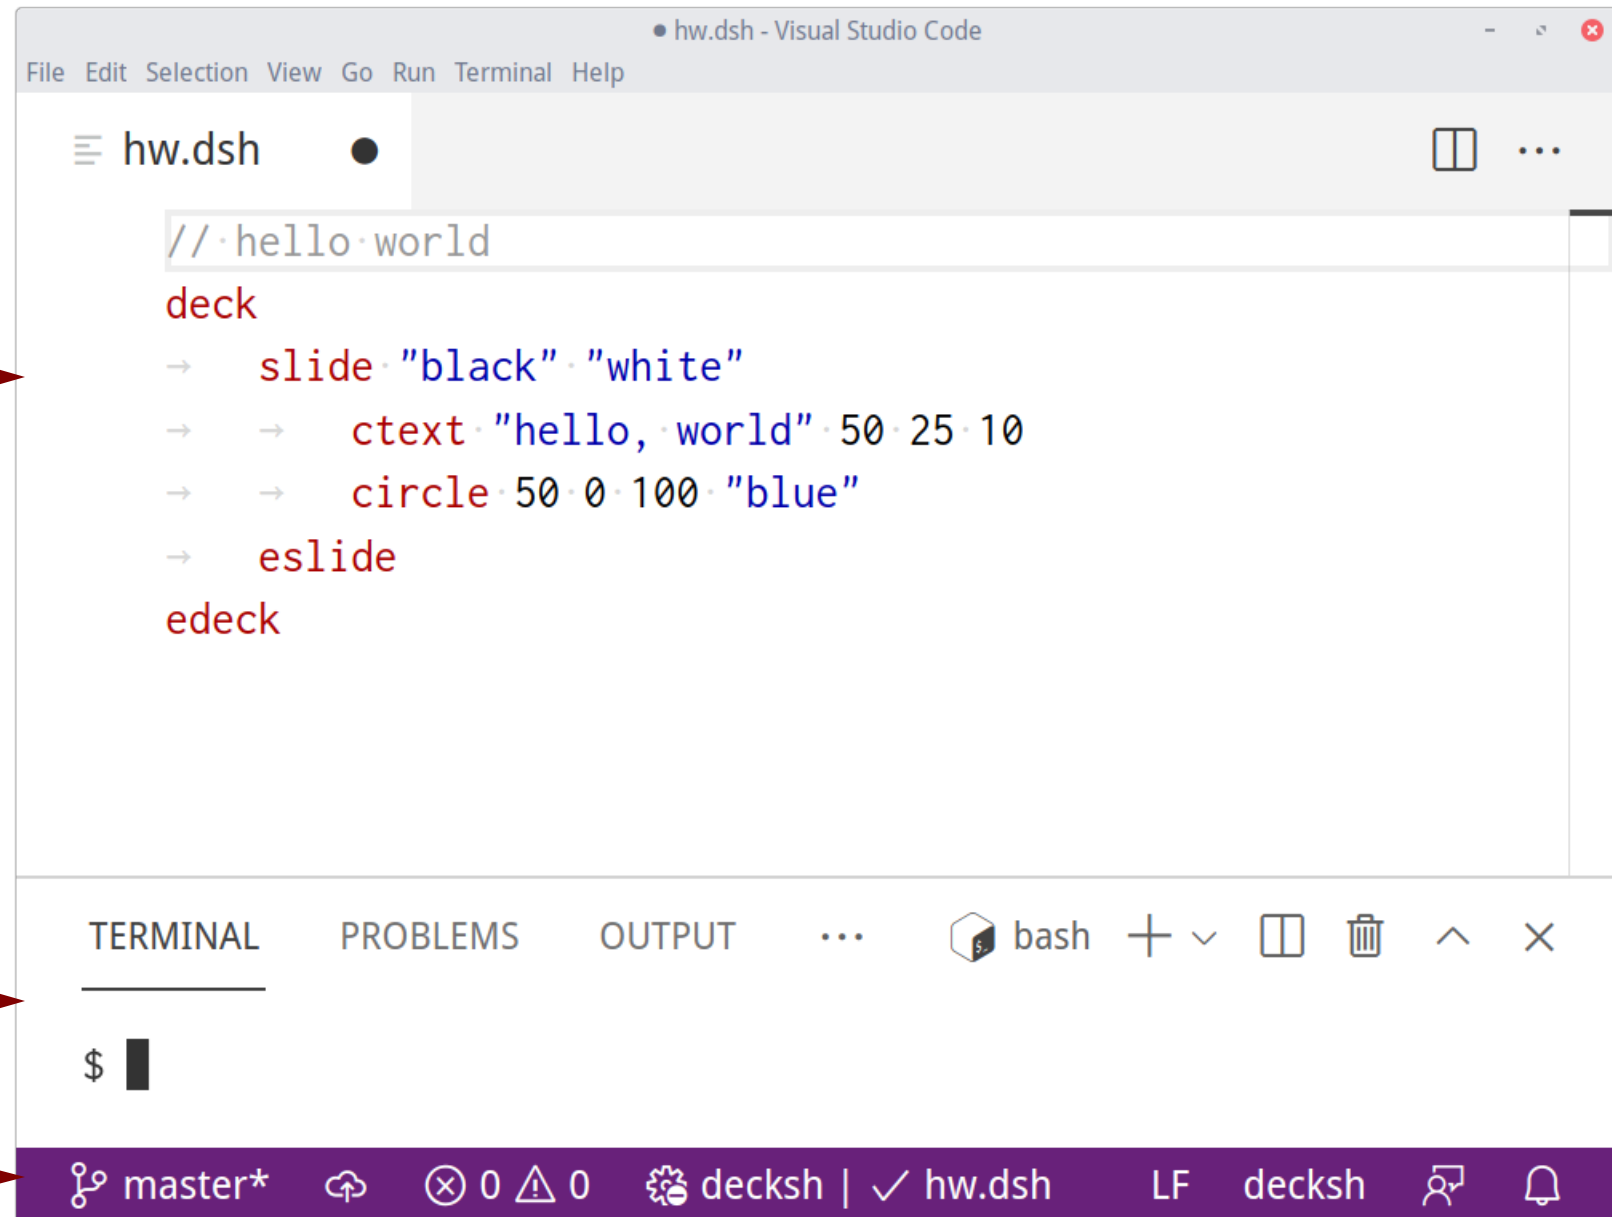 ● hw.dsh - Visual Studio Code
File Edit Selection View Go Run Terminal Help
hw.dsh ●
// hello world
deck
→ slide "black" "white"
→ → ctext "hello, world" 50 25 10
→ → circle 50 0 100 "blue"
→ eslide
edeck
TERMINAL PROBLEMS OUTPUT ··· bash
$
master* 0 0 decksh | ✓ hw.dsh LF decksh